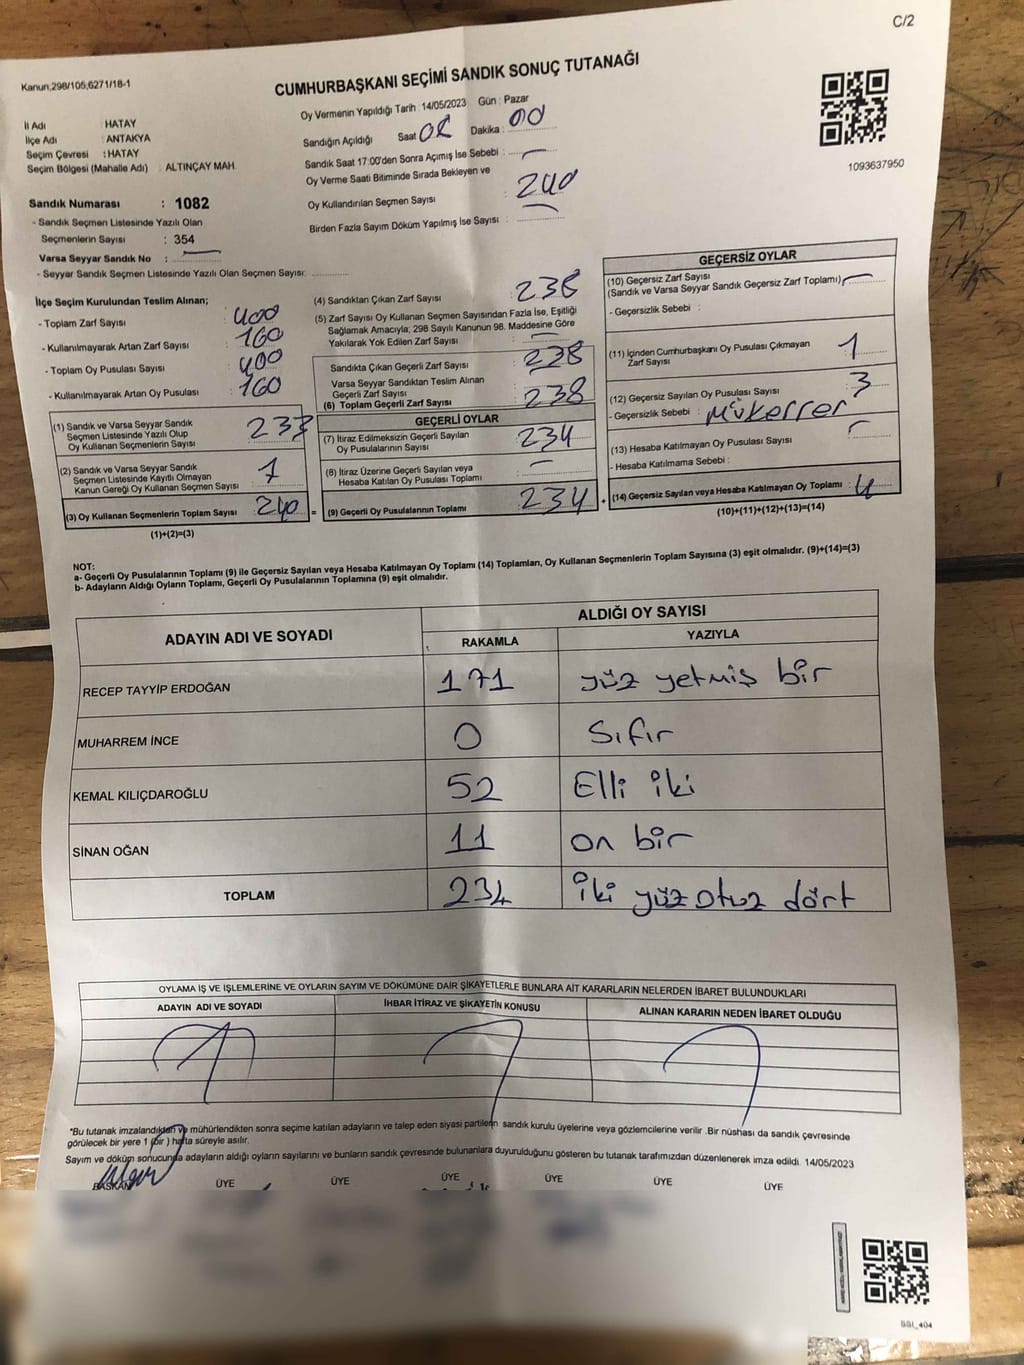 C/2
Kanun;298/105;6271/18-1
CUMHURBAŞKANI SEÇİMİ SANDIK SONUÇ TUTANAĞI
İl Adı : HATAY
İlçe Adı : ANTAKYA
Seçim Çevresi : HATAY
Seçim Bölgesi (Mahalle Adı) : ALTINÇAY MAH.
Sandık Numarası : 1082
- Sandık Seçmen Listesinde Yazılı Olan
Seçmenlerin Sayısı : 354
Varsa Seyyar Sandık No :
- Seyyar Sandık Seçmen Listesinde Yazılı Olan Seçmen Sayısı:
Oy Vermenin Yapıldığı Tarih : 14/05/2023 Gün : Pazar
Sandığın Açıldığı Saat 08 Dakika : 00
Sandık Saat 17:00'den Sonra Açımış İse Sebebi :
Oy Verme Saati Bitiminde Sırada Bekleyen ve
Oy Kullandırılan Seçmen Sayısı : 240
Birden Fazla Sayım Döküm Yapılmış İse Sayısı :
1093637950
İlçe Seçim Kurulundan Teslim Alınan;
- Toplam Zarf Sayısı : 400
- Kullanılmayarak Artan Zarf Sayısı : 160
- Toplam Oy Pusulası Sayısı : 400
- Kullanılmayarak Artan Oy Pusulası : 160
(1) Sandık ve Varsa Seyyar Sandık
Seçmen Listesinde Yazılı Olup
Oy Kullanan Seçmenlerin Sayısı : 233
(2) Sandık ve Varsa Seyyar Sandık
Seçmen Listesinde Kayıtlı Olmayan
Kanun Gereği Oy Kullanan Seçmen Sayısı : 7
(3) Oy Kullanan Seçmenlerin Toplam Sayısı : 240
(1)+(2)=(3)
(4) Sandıktan Çıkan Zarf Sayısı : 238
(5) Zarf Sayısı Oy Kullanan Seçmen Sayısından Fazla İse, Eşitliği
Sağlamak Amacıyla; 298 Sayılı Kanunun 98. Maddesine Göre
Yakılarak Yok Edilen Zarf Sayısı :
Sandıkta Çıkan Geçerli Zarf Sayısı : 238
Varsa Seyyar Sandıktan Teslim Alınan
Geçerli Zarf Sayısı :
(6) Toplam Geçerli Zarf Sayısı : 238
GEÇERLİ OYLAR
(7) İtiraz Edilmeksizin Geçerli Sayılan
Oy Pusulalarının Sayısı : 234
(8) İtiraz Üzerine Geçerli Sayılan veya
Hesaba Katılan Oy Pusulası Toplamı :
= (9) Geçerli Oy Pusulalarının Toplamı : 234 +
GEÇERSİZ OYLAR
(10) Geçersiz Zarf Sayısı
(Sandık ve Varsa Seyyar Sandık Geçersiz Zarf Toplamı)
- Geçersizlik Sebebi :
(11) İçinden Cumhurbaşkanı Oy Pusulası Çıkmayan
Zarf Sayısı : 1
(12) Geçersiz Sayılan Oy Pusulası Sayısı : 3
- Geçersizlik Sebebi : Mükerrer
(13) Hesaba Katılmayan Oy Pusulası Sayısı :
- Hesaba Katılmama Sebebi :
(14) Geçersiz Sayılan veya Hesaba Katılmayan Oy Toplamı : 4
(10)+(11)+(12)+(13)=(14)
NOT:
a- Geçerli Oy Pusulalarının Toplamı (9) ile Geçersiz Sayılan veya Hesaba Katılmayan Oy Toplamı (14) Toplamları, Oy Kullanan Seçmenlerin Toplam Sayısına (3) eşit olmalıdır. (9)+(14)=(3)
b- Adayların Aldığı Oyların Toplamı, Geçerli Oy Pusulalarının Toplamına (9) eşit olmalıdır.
ADAYIN ADI VE SOYADI ALDIĞI OY SAYISI
RAKAMLA YAZIYLA
RECEP TAYYİP ERDOĞAN 171 yüz yetmiş bir
MUHARREM İNCE 0 Sıfır
KEMAL KILIÇDAROĞLU 52 Elli iki
SİNAN OĞAN 11 on bir
TOPLAM 234 iki yüz otuz dört
OYLAMA İŞ VE İŞLEMLERİNE VE OYLARIN SAYIM VE DÖKÜMÜNE DAİR ŞİKAYETLERLE BUNLARA AİT KARARLARIN NELERDEN İBARET BULUNDUKLARI
ADAYIN ADI VE SOYADI İHBAR İTİRAZ VE ŞİKAYETİN KONUSU ALINAN KARARIN NEDEN İBARET OLDUĞU
*Bu tutanak imzalandıktan ve mühürlendikten sonra seçime katılan adayların ve talep eden siyasi partilerin sandık kurulu üyelerine veya gözlemcilerine verilir .Bir nüshası da sandık çevresinde
görülecek bir yere 1 (bir ) hafta süreyle asılır.
Sayım ve döküm sonucunda adayların aldığı oyların sayılarını ve bunların sandık çevresinde bulunanlara duyurulduğunu gösteren bu tutanak tarafımızdan düzenlenerek imza edildi. 14/05/2023
BAŞKAN ÜYE ÜYE ÜYE ÜYE ÜYE ÜYE